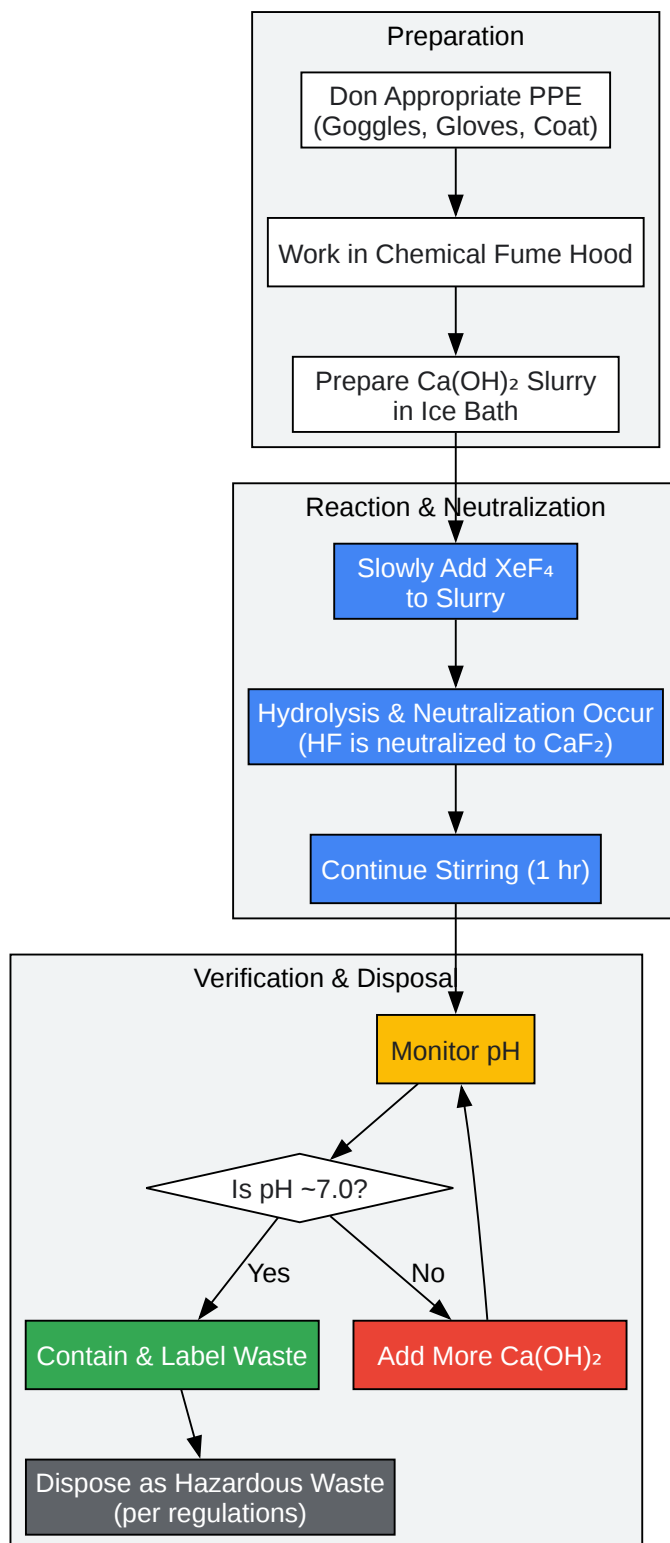 Preparation
Don Appropriate PPE
(Goggles, Gloves, Coat)
Work in Chemical Fume Hood
Prepare Ca(OH)₂ Slurry
in Ice Bath
Reaction & Neutralization
Slowly Add XeF₄
to Slurry
Hydrolysis & Neutralization Occur
(HF is neutralized to CaF₂)
Continue Stirring (1 hr)
Verification & Disposal
Monitor pH
Is pH ~7.0?
Yes
No
Contain & Label Waste
Add More Ca(OH)₂
Dispose as Hazardous Waste
(per regulations)